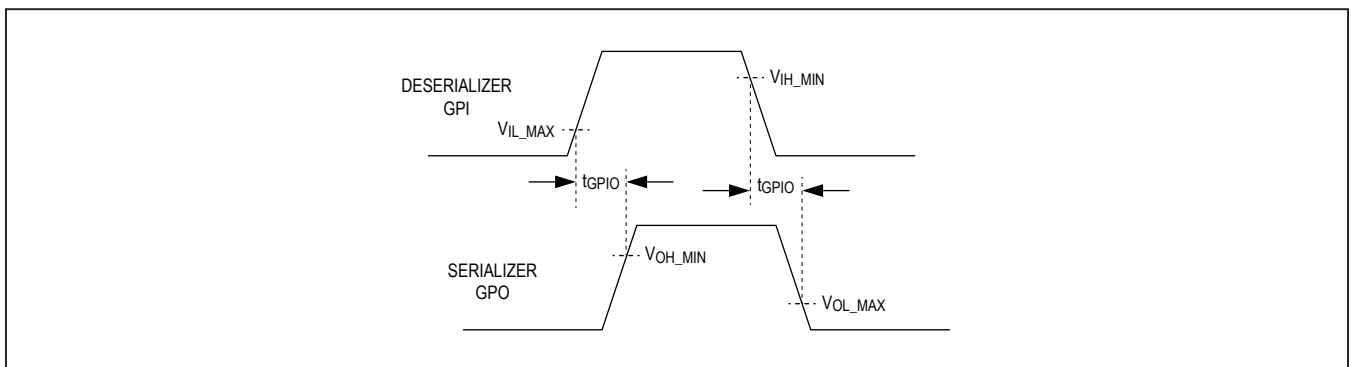 DESERIALIZER
GPI
VIH_MIN
VIL_MAX
tGPIO
tGPIO
SERIALIZER
GPO
VOH_MIN
VOL_MAX